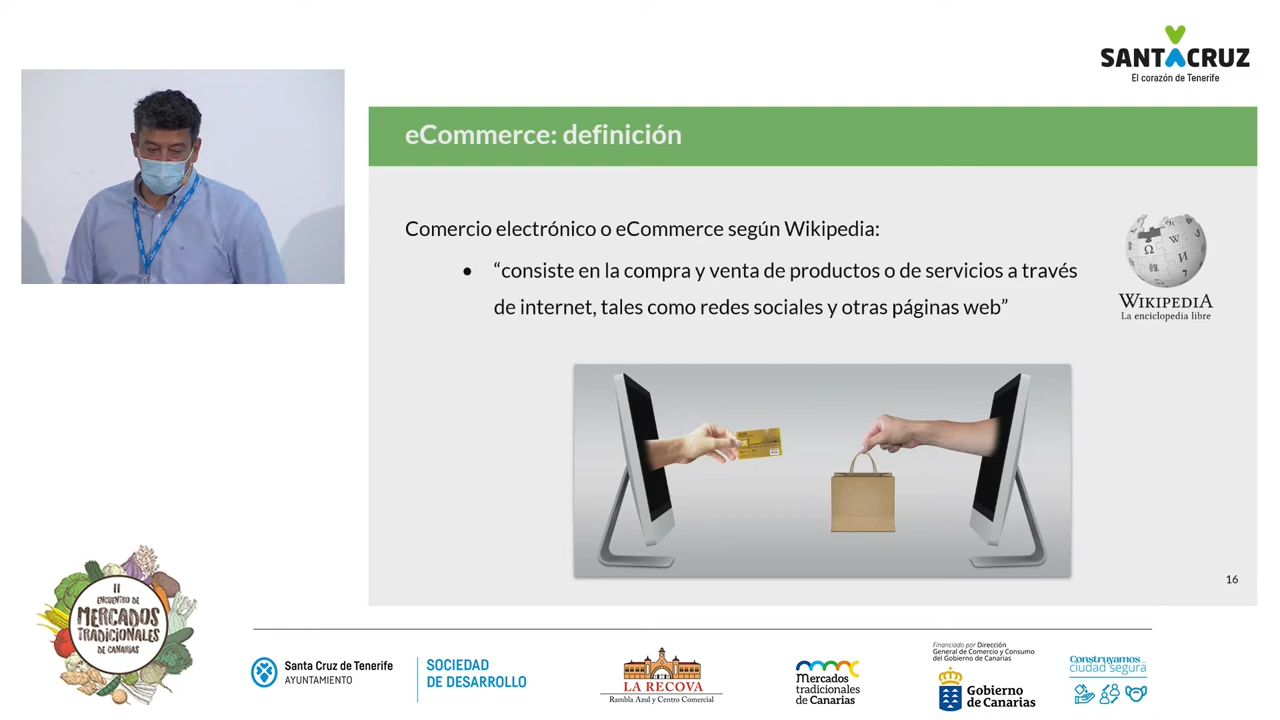 SANTACRUZ
El corazón de Tenerife
eCommerce: definición
Comercio electrónico o eCommerce según Wikipedia:
● “consiste en la compra y venta de productos o de servicios a través
de internet, tales como redes sociales y otras páginas web”
WIKIPEDIA
La enciclopedia libre
16
II
ENCUENTRO DE
MERCADOS
TRADICIONALES
DE CANARIAS
Santa Cruz de Tenerife
AYUNTAMIENTO
SOCIEDAD
DE DESARROLLO
LA RECOVA
Rambla Azul y Centro Comercial
Mercados
tradicionales
de Canarias
Financiado por Dirección
General de Comercio y Consumo
del Gobierno de Canarias
Gobierno
de Canarias
Construyamos...
ciudad segura